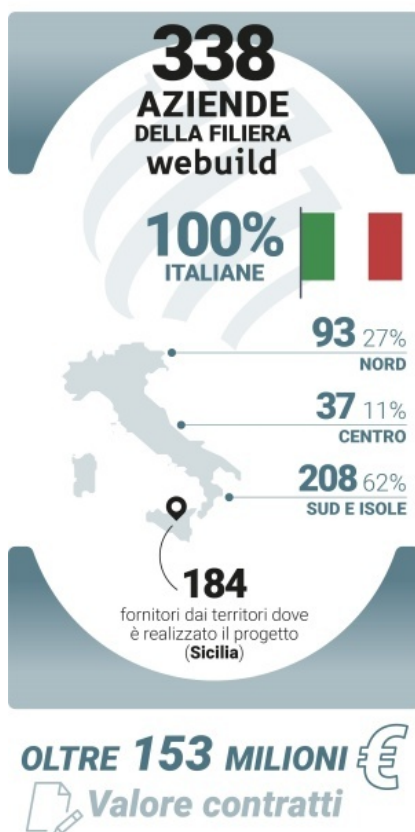 338
AZIENDE
DELLA FILIERA
webuild
100%
ITALIANE
93 27%
NORD
37 11%
CENTRO
208 62%
SUD E ISOLE
184
fornitori dai territori dove
è realizzato il progetto
(Sicilia)
OLTRE 153 MILIONI €
Valore contratti